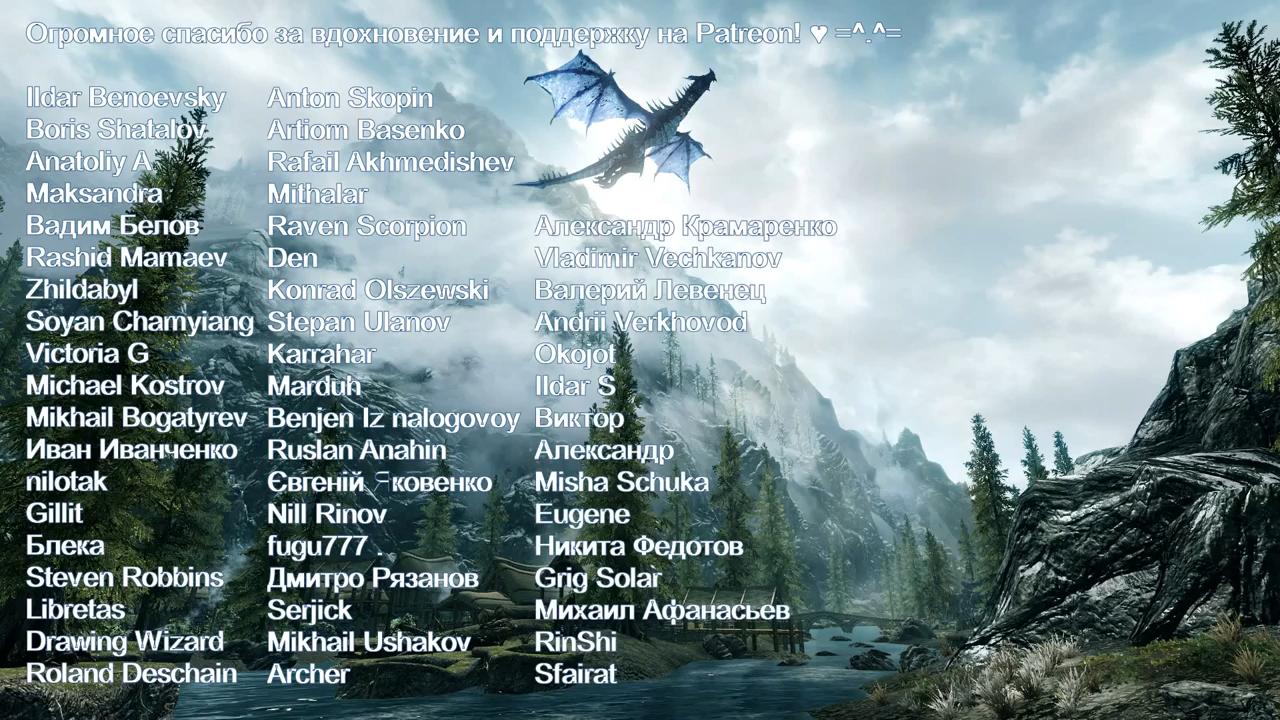 Огромное спасибо за вдохновение и поддержку на Patreon! ♥ =^.^=
Ildar Benoevsky
Boris Shatalov
Anatoliy A
Maksandra
Вадим Белов
Rashid Mamaev
Zhildabyl
Soyan Chamyiang
Victoria G
Michael Kostrov
Mikhail Bogatyrev
Иван Иванченко
nilotak
Gillit
Блека
Steven Robbins
Libretas
Drawing Wizard
Roland Deschain
Anton Skopin
Artiom Basenko
Rafail Akhmedishev
Mithalar
Raven Scorpion
Den
Konrad Olszewski
Stepan Ulanov
Karrahar
Marduh
Benjen Iz nalogovoy
Ruslan Anahin
Євгеній Яковенко
Nill Rinov
fugu777 .
Дмитро Рязанов
Serjick
Mikhail Ushakov
Archer
Александр Крамаренко
Vladimir Vechkanov
Валерий Левенец
Andrii Verkhovod
Okojot
Ildar S
Виктор
Александр
Misha Schuka
Eugene
Никита Федотов
Grig Solar
Михаил Афанасьев
RinShi
Sfairat